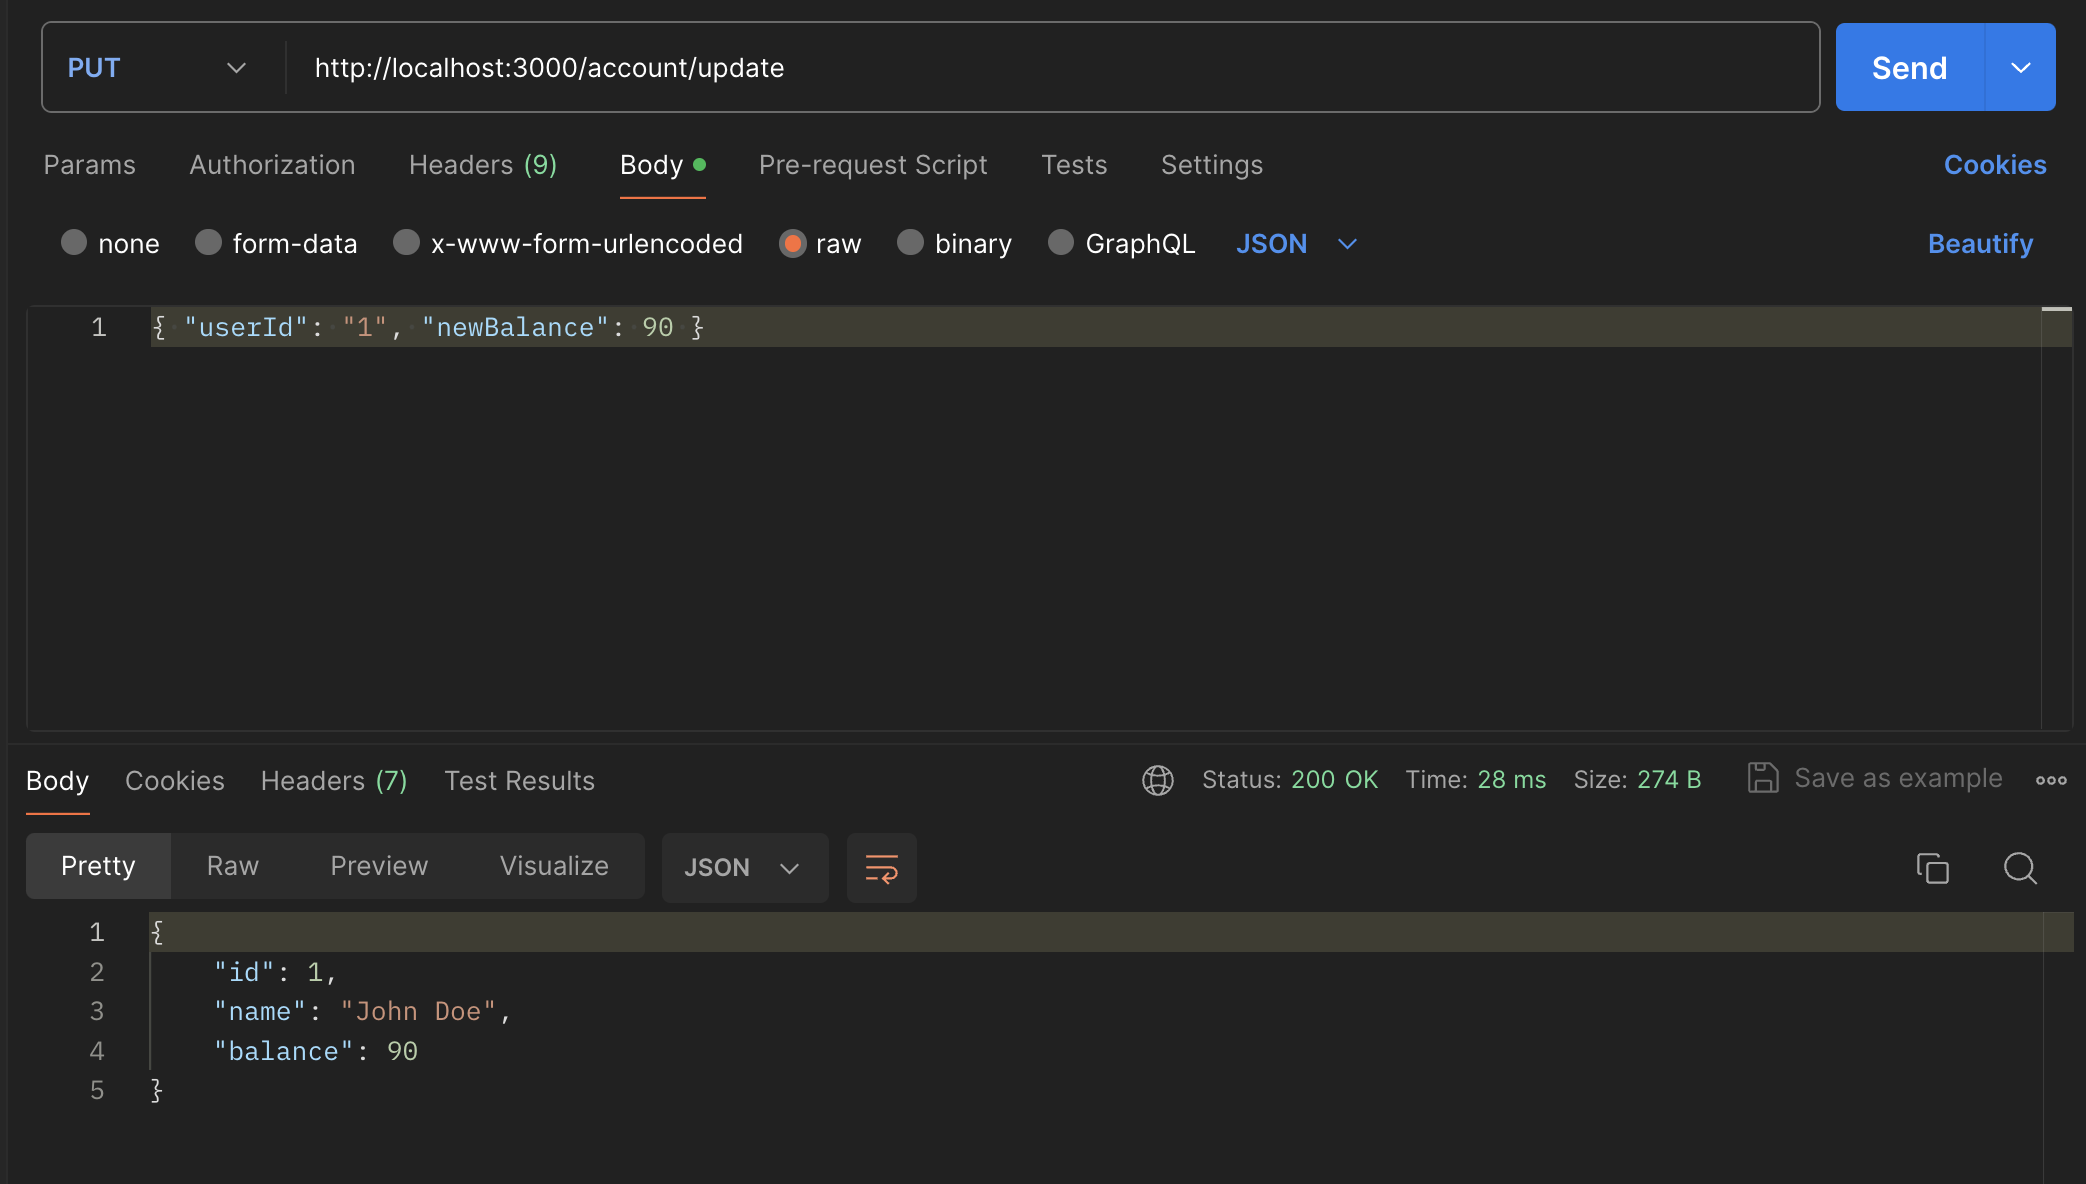 PUT http://localhost:3000/account/update Send
Params Authorization Headers (9) Body Pre-request Script Tests Settings Cookies
none form-data x-www-form-urlencoded raw binary GraphQL JSON Beautify
1 { "userId": "1", "newBalance": 90 }
Body Cookies Headers (7) Test Results Status: 200 OK Time: 28 ms Size: 274 B Save as example
Pretty Raw Preview Visualize JSON
1 {
2 "id": 1,
3 "name": "John Doe",
4 "balance": 90
5 }